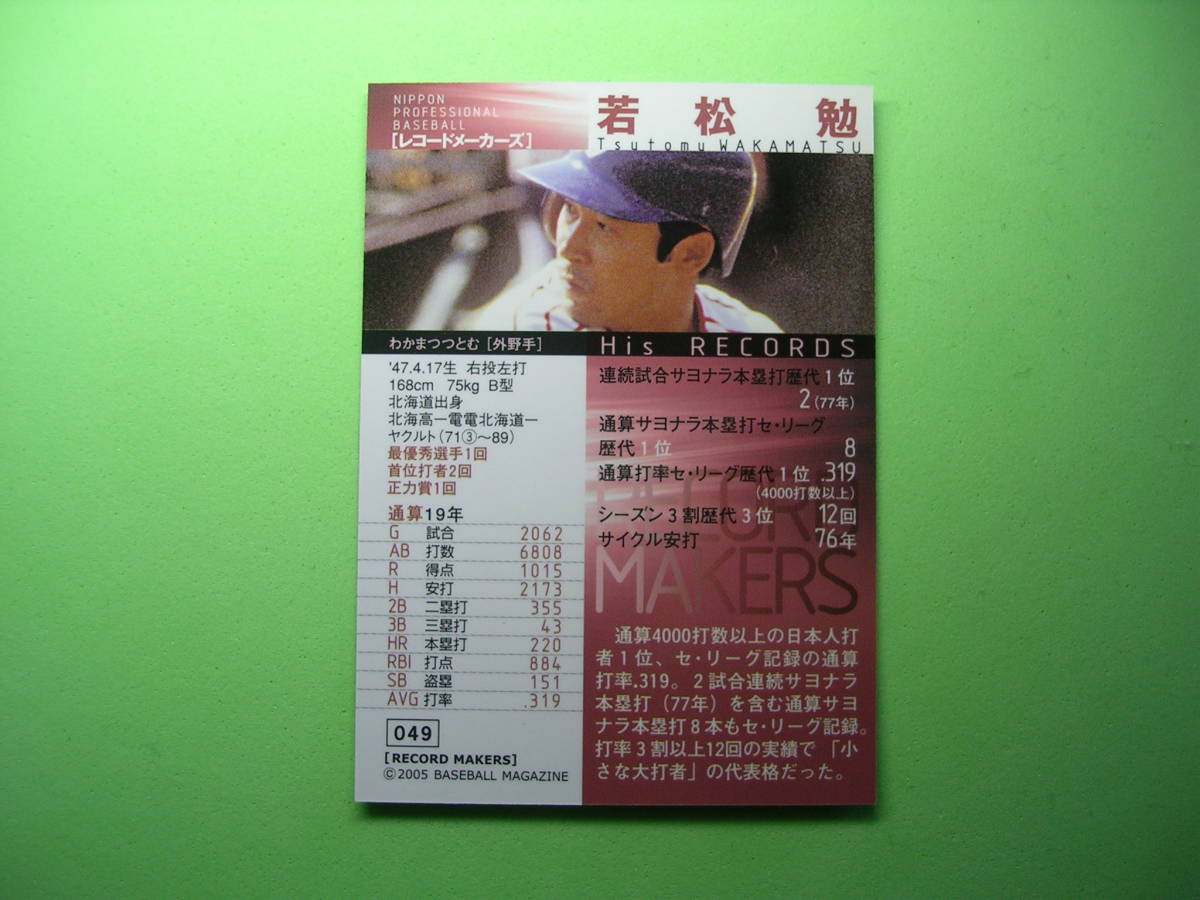 NIPPON
PROFESSIONAL
BASEBALL
[レコードメーカーズ]
若松 勉
Tsutomu WAKAMATSU
わかまつつとむ [外野手]
'47.4.17生 右投左打
168cm 75kg B型
北海道出身
北海高ー電電北海道ー
ヤクルト(71③〜89)
最優秀選手1回
首位打者2回
正力賞1回
通算19年
G 試合 2062
AB 打数 6808
R 得点 1015
H 安打 2173
2B 二塁打 355
3B 三塁打 43
HR 本塁打 220
RBI 打点 884
SB 盗塁 151
AVG 打率 .319
049
[RECORD MAKERS]
©2005 BASEBALL MAGAZINE
His RECORDS
連続試合サヨナラ本塁打歴代1位
2(77年)
通算サヨナラ本塁打セ・リーグ
歴代1位 8
通算打率セ・リーグ歴代1位 .319
(4000打数以上)
シーズン3割歴代3位 12回
サイクル安打 76年
RECORD
MAKERS
通算4000打数以上の日本人打
者1位、セ・リーグ記録の通算
打率.319。2試合連続サヨナラ
本塁打(77年)を含む通算サヨ
ナラ本塁打8本もセ・リーグ記録。
打率3割以上12回の実績で「小
さな大打者」の代表格だった。